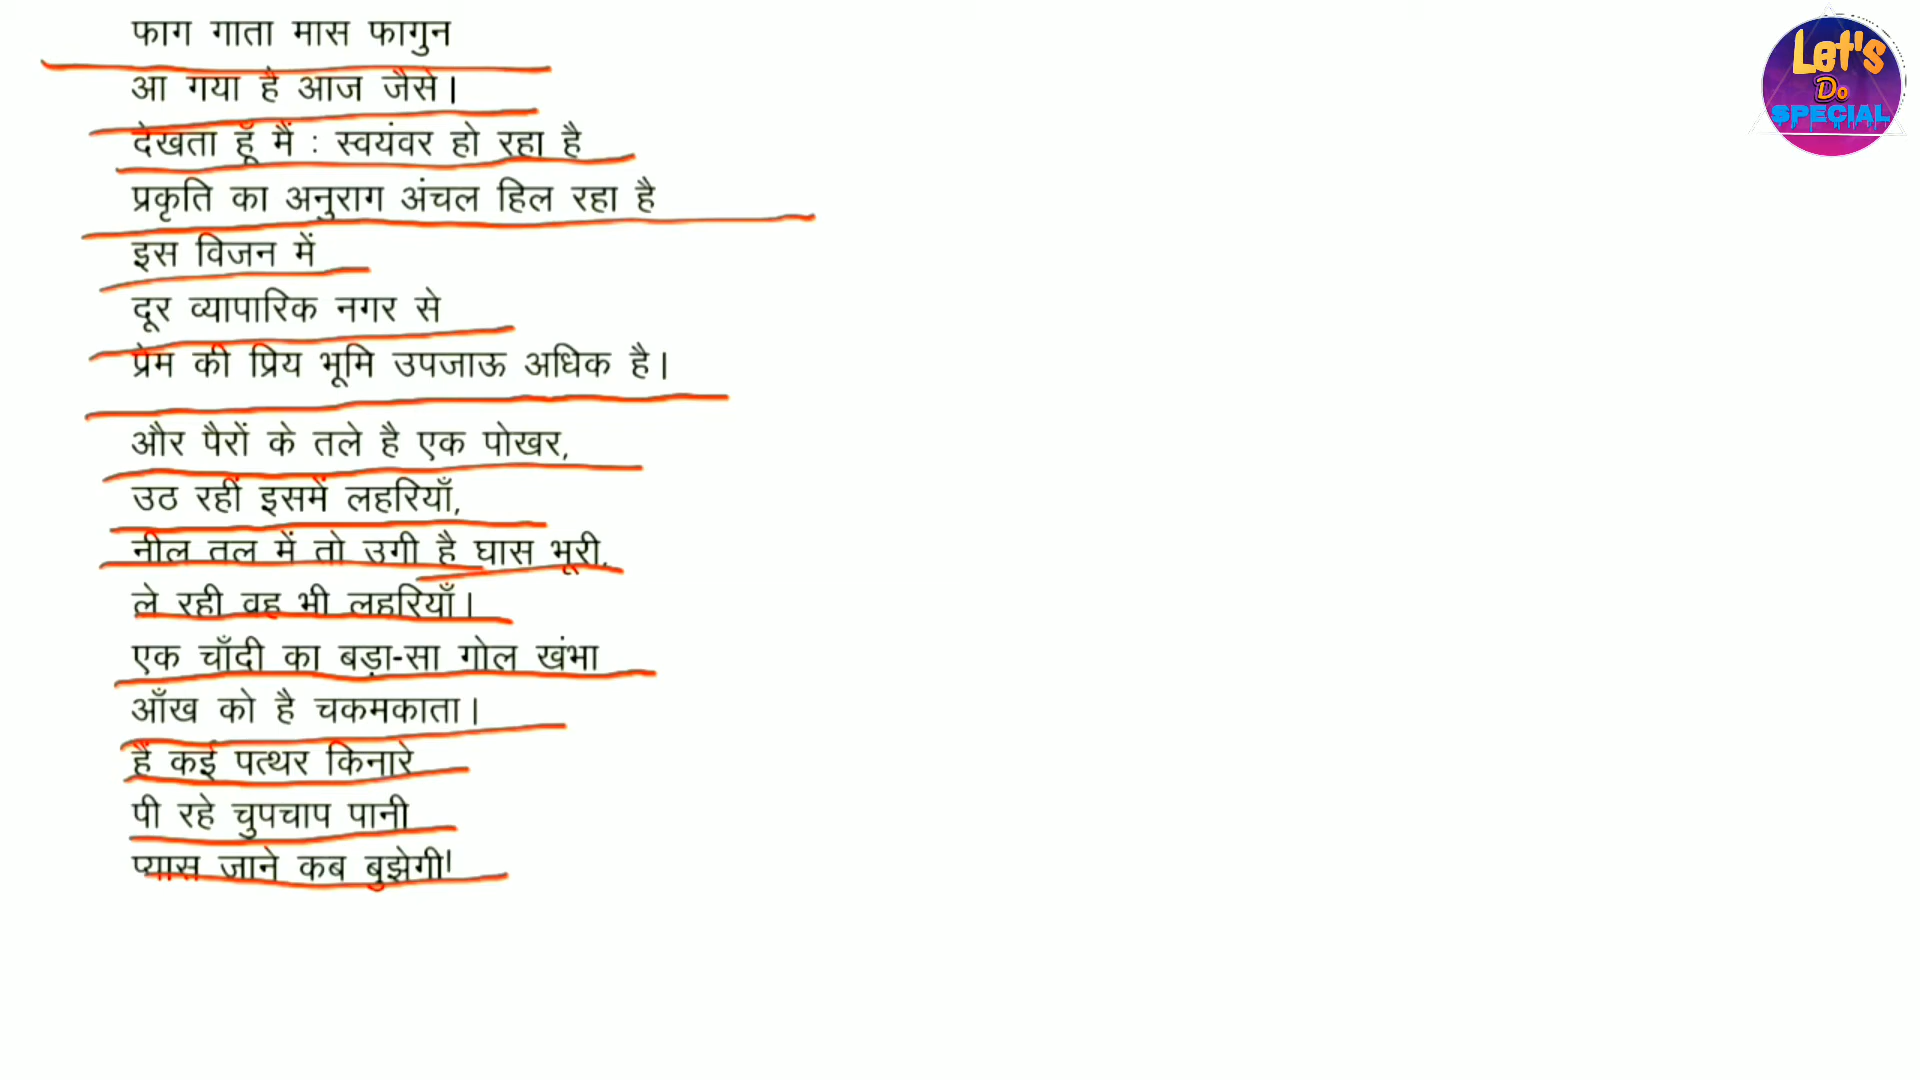 फाग गाता मास फागुन
आ गया है आज जैसे।
देखता हूँ मैं : स्वयंवर हो रहा है
प्रकृति का अनुराग अंचल हिल रहा है
इस विजन में
दूर व्यापारिक नगर से
प्रेम की प्रिय भूमि उपजाऊ अधिक है।
और पैरों के तले है एक पोखर,
उठ रहीं इसमें लहरियाँ,
नील तल में तो उगी है घास भूरी,
ले रही वह भी लहरियाँ।
एक चाँदी का बड़ा-सा गोल खंभा
आँख को है चकमकाता।
हैं कई पत्थर किनारे
पी रहे चुपचाप पानी
प्यास जाने कब बुझेगी।
Let's
Do
SPECIAL